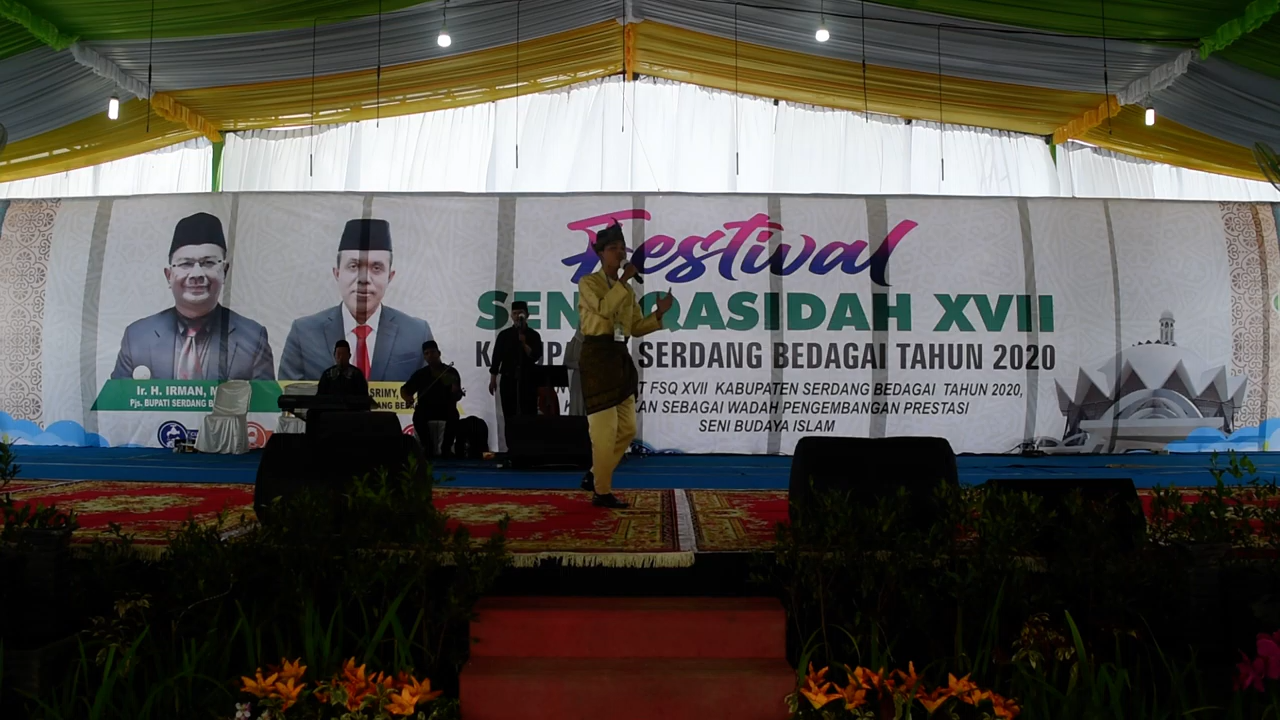 Festival
SENI QASIDAH XVII
KABUPATEN SERDANG BEDAGAI TAHUN 2020
FSQ XVII KABUPATEN SERDANG BEDAGAI TAHUN 2020,
SEBAGAI WADAH PENGEMBANGAN PRESTASI
SENI BUDAYA ISLAM
Ir. H. IRMAN, M
Pjs. BUPATI SERDANG B
SRIMY,